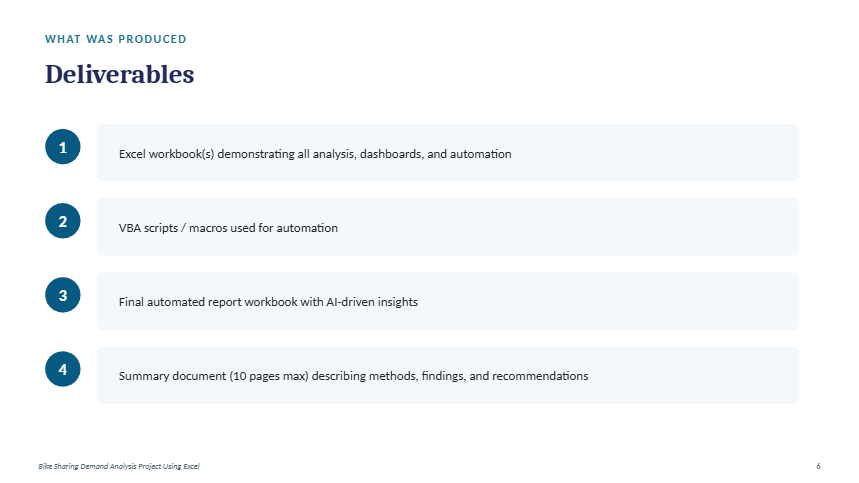 WHAT WAS PRODUCED
Deliverables
1
Excel workbook(s) demonstrating all analysis, dashboards, and automation
2
VBA scripts / macros used for automation
3
Final automated report workbook with AI-driven insights
4
Summary document (10 pages max) describing methods, findings, and recommendations
Bike Sharing Demand Analysis Project Using Excel
6